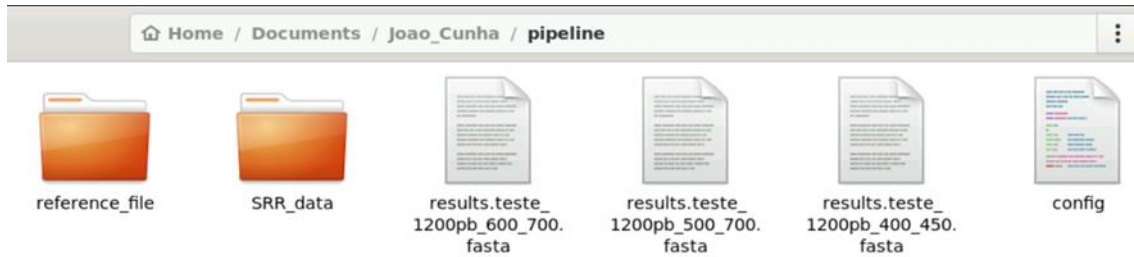 Home / Documents / Joao_Cunha / pipeline
reference_file
SRR_data
results.teste_
1200pb_600_700.
fasta
results.teste_
1200pb_500_700.
fasta
results.teste_
1200pb_400_450.
fasta
config